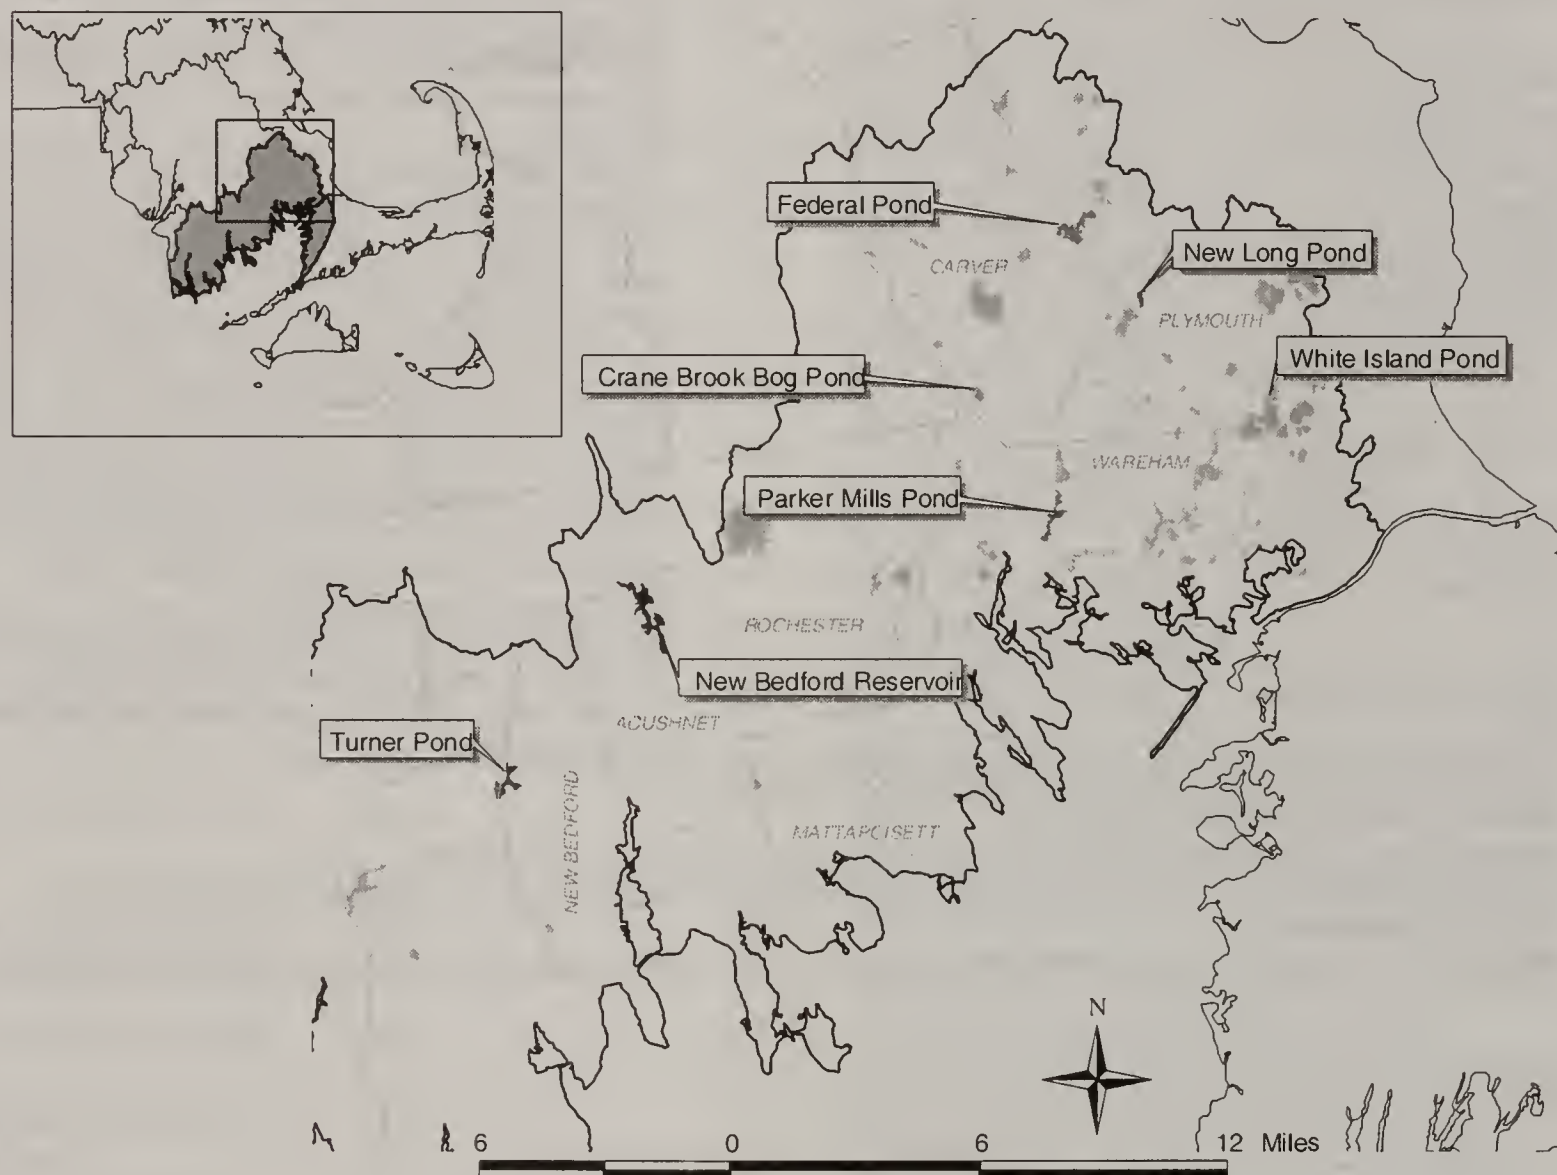 Federal Pond
New Long Pond
CARVER
PLYMOUTH
White Island Pond
Crane Brook Bog Pond
WAREHAM
Parker Mills Pond
ROCHESTER
New Bedford Reservoir
ACUSHNET
Turner Pond
NEW BEDFORD
MATTAPOISETT
N
6 0 6 12 Miles